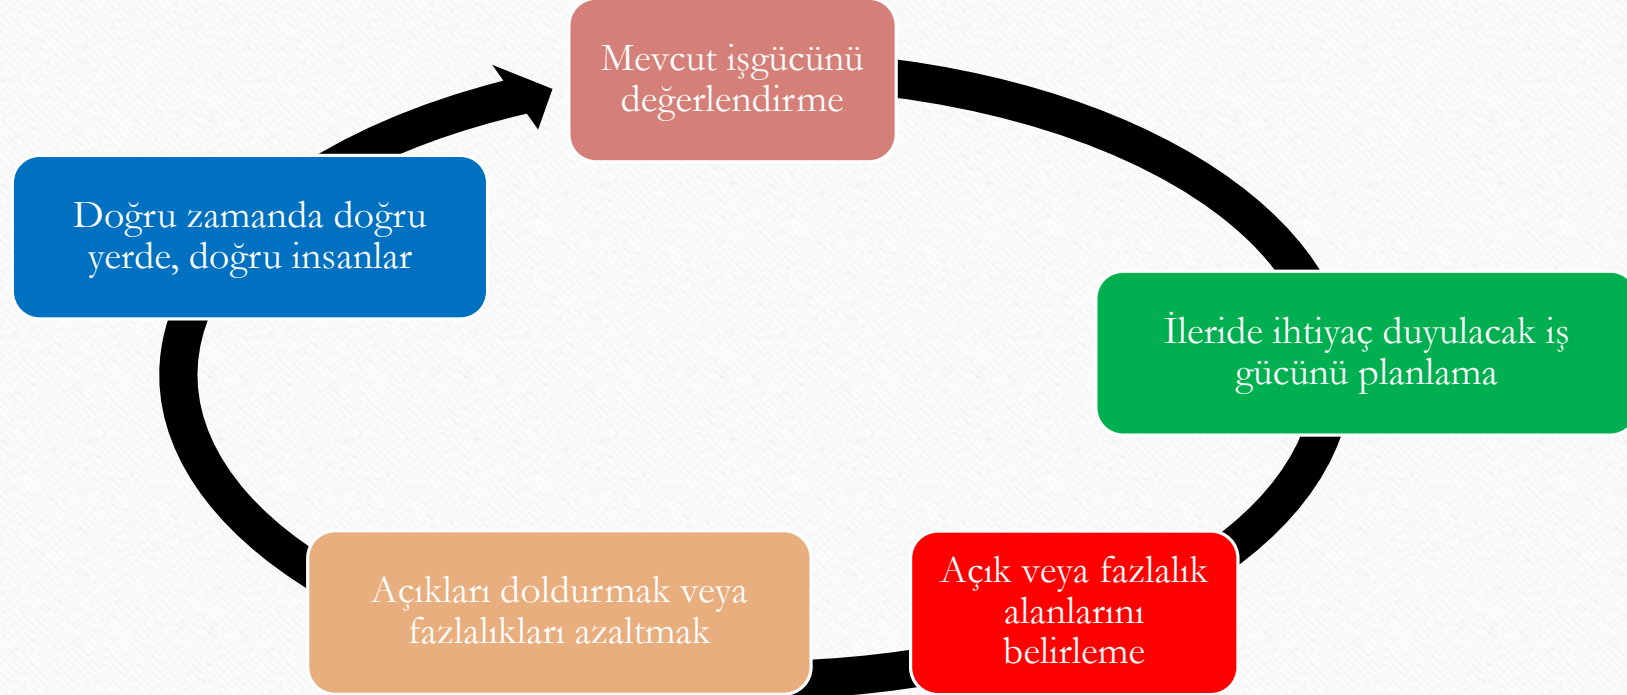 Mevcut işgücünü
değerlendirme
İleride ihtiyaç duyulacak iş
gücünü planlama
Açık veya fazlalık
alanlarını
belirleme
Açıkları doldurmak veya
fazlalıkları azaltmak
Doğru zamanda doğru
yerde, doğru insanlar